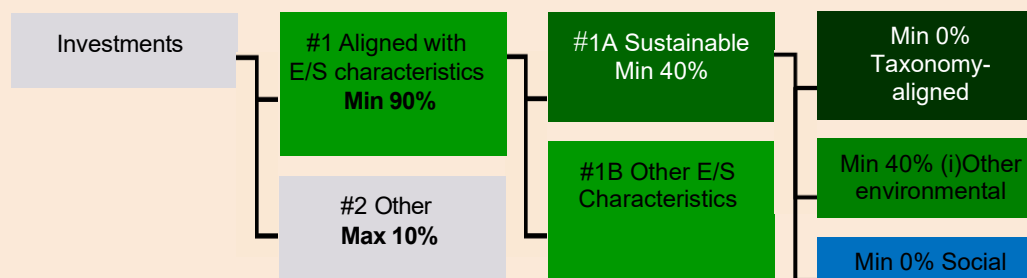 Investments
#1 Aligned with
E/S characteristics
Min 90%
#2 Other
Max 10%
#1A Sustainable
Min 40%
#1B Other E/S
Characteristics
Min 0%
Taxonomy-
aligned
Min 40% (i)Other
environmental
Min 0% Social